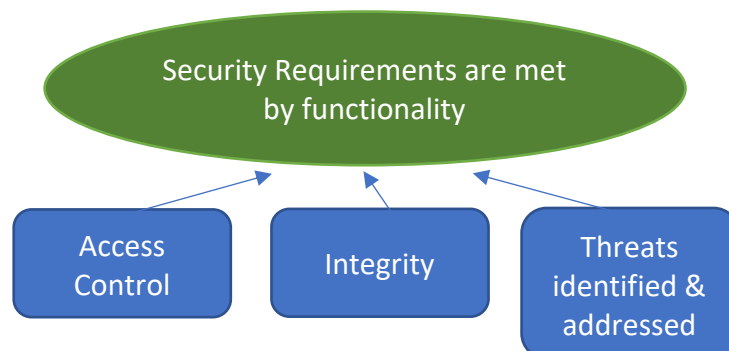 Security Requirements are met
by functionality
Access
Control
Integrity
Threats
identified &
addressed